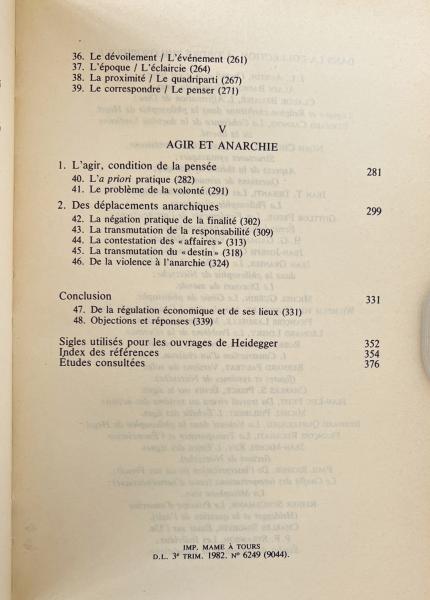 36. Le dévoilement / L'événement (261)
37. L'époque / L'éclaircie (264)
38. La proximité / Le quadriparti (267)
39. Le correspondre / Le penser (271)
V
AGIR ET ANARCHIE
1. L'agir, condition de la pensée 281
40. L'a priori pratique (282)
41. Le problème de la volonté (291)
2. Des déplacements anarchiques 299
42. La négation pratique de la finalité (302)
43. La transmutation de la responsabilité (309)
44. La contestation des «affaires» (313)
45. La transmutation du «destin» (318)
46. De la violence à l'anarchie (324)
Conclusion 331
47. De la régulation économique et de ses lieux (331)
48. Objections et réponses (339)
Sigles utilisés pour les ouvrages de Heidegger 352
Index des références 354
Etudes consultées 376
IMP. MAME À TOURS
D.L. 3e TRIM. 1982. No 6249 (9044).